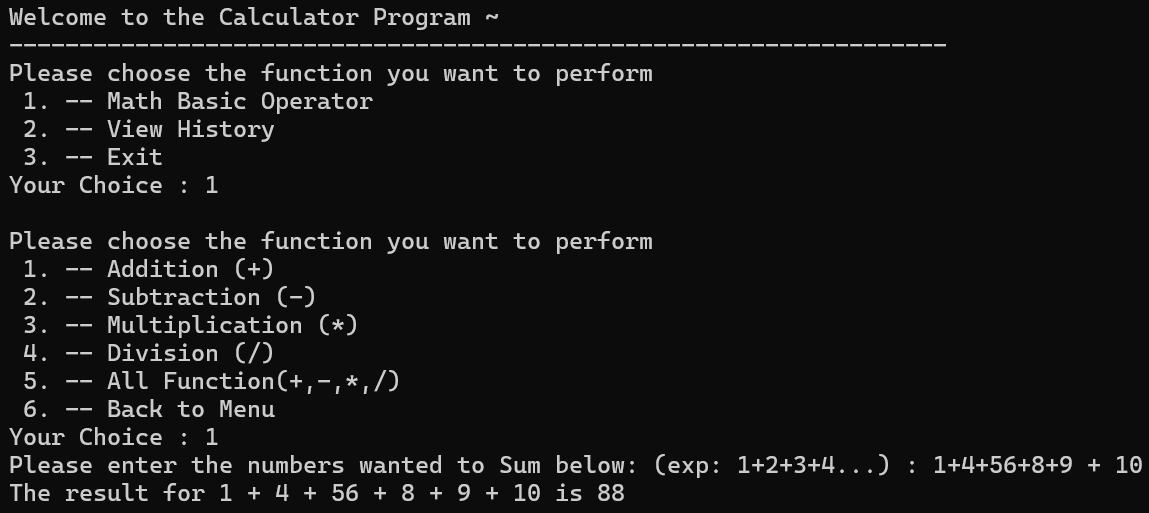 Welcome to the Calculator Program ~
-------------------------------------------------------------------
Please choose the function you want to perform
 1. -- Math Basic Operator
 2. -- View History
 3. -- Exit
Your Choice : 1

Please choose the function you want to perform
 1. -- Addition (+)
 2. -- Subtraction (-)
 3. -- Multiplication (*)
 4. -- Division (/)
 5. -- All Function(+,-,*,/)
 6. -- Back to Menu
Your Choice : 1
Please enter the numbers wanted to Sum below: (exp: 1+2+3+4...) : 1+4+56+8+9 + 10
The result for 1 + 4 + 56 + 8 + 9 + 10 is 88